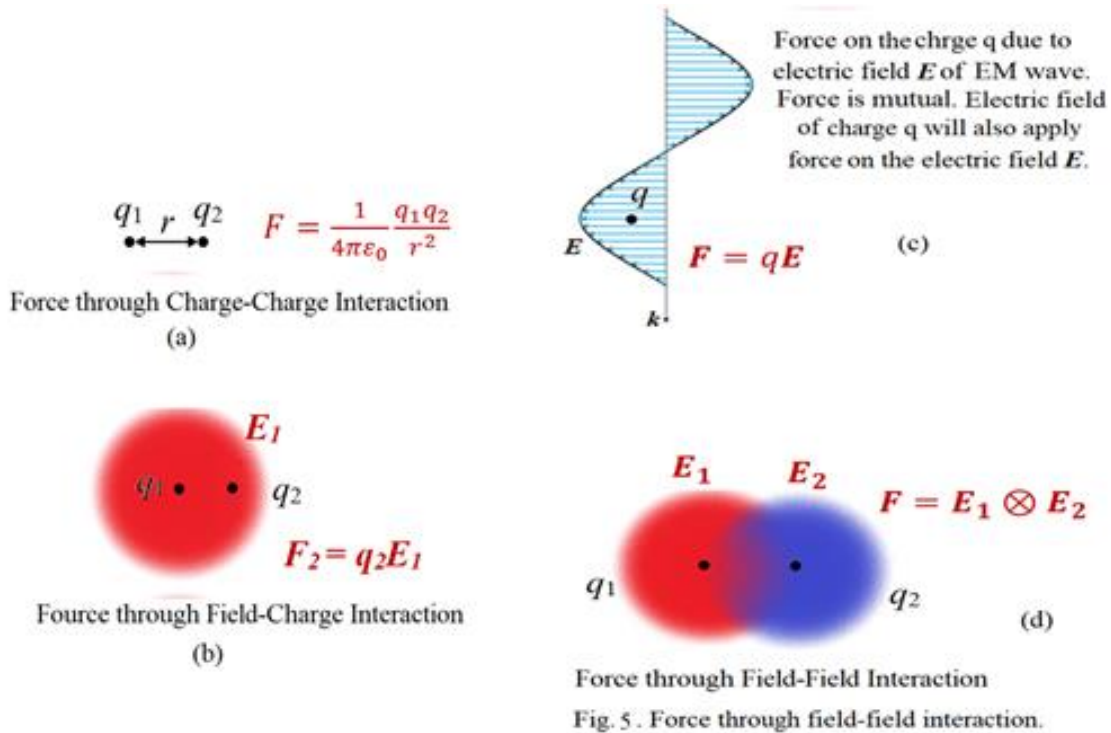 q1 r q2
F = 1/4πε0 q1q2/r²
Force through Charge-Charge Interaction
(a)
E1
q1
q2
F2 = q2E1
Fource through Field-Charge Interaction
(b)
Force on the chrge q due to
electric field E of EM wave.
Force is mutual. Electric field
of charge q will also apply
force on the electric field E.
q
E
F = qE
(c)
k
E1 E2
F = E1 ⊗ E2
q1
q2
(d)
Force through Field-Field Interaction
Fig. 5 . Force through field-field interaction.